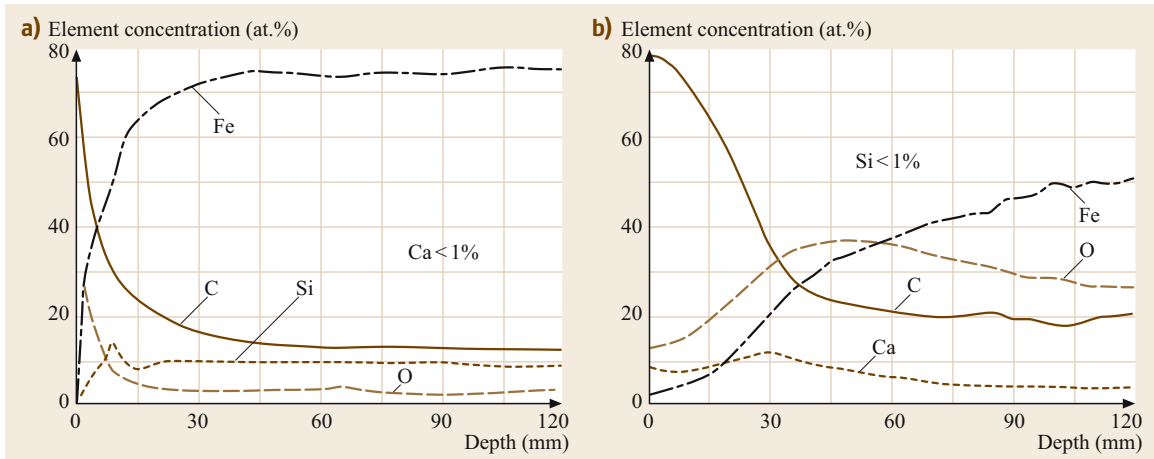 a) Element concentration (at.%)
80
60
40
20
0
Fe
C
Si
O
Ca < 1%
0 30 60 90 120
Depth (mm)
b) Element concentration (at.%)
80
60
40
20
0
Si < 1%
Fe
O
C
Ca
0 30 60 90 120
Depth (mm)